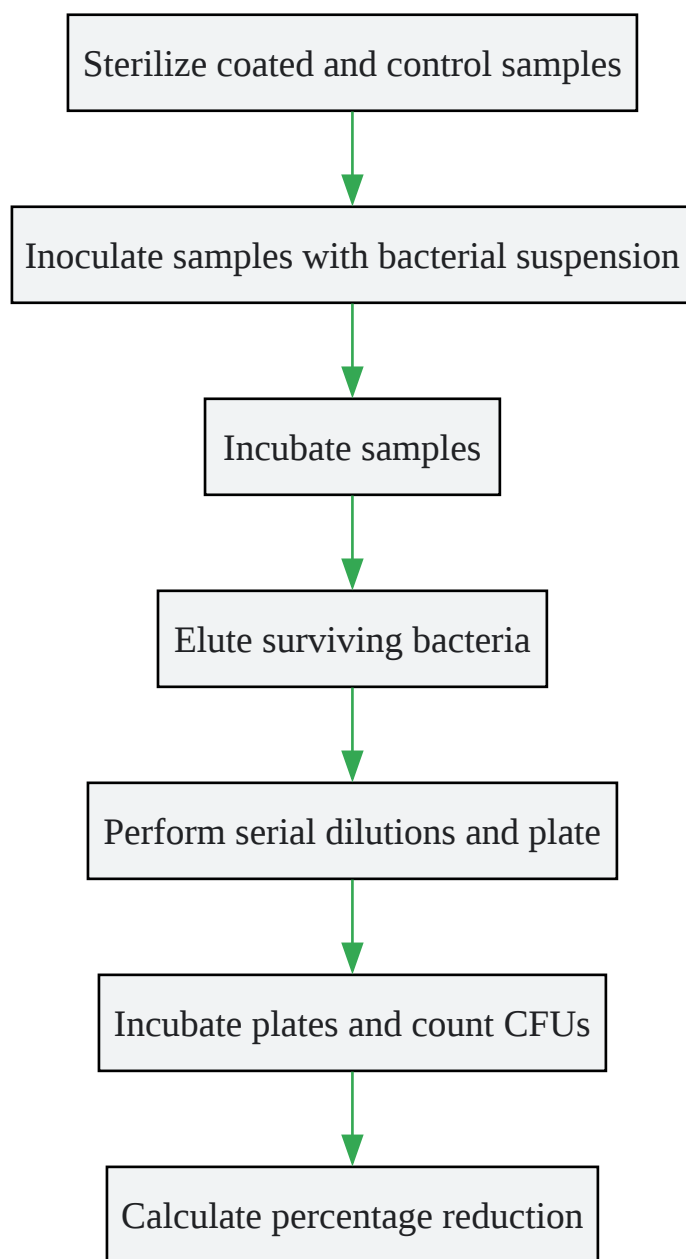 Sterilize coated and control samples
Inoculate samples with bacterial suspension
Incubate samples
Elute surviving bacteria
Perform serial dilutions and plate
Incubate plates and count CFUs
Calculate percentage reduction